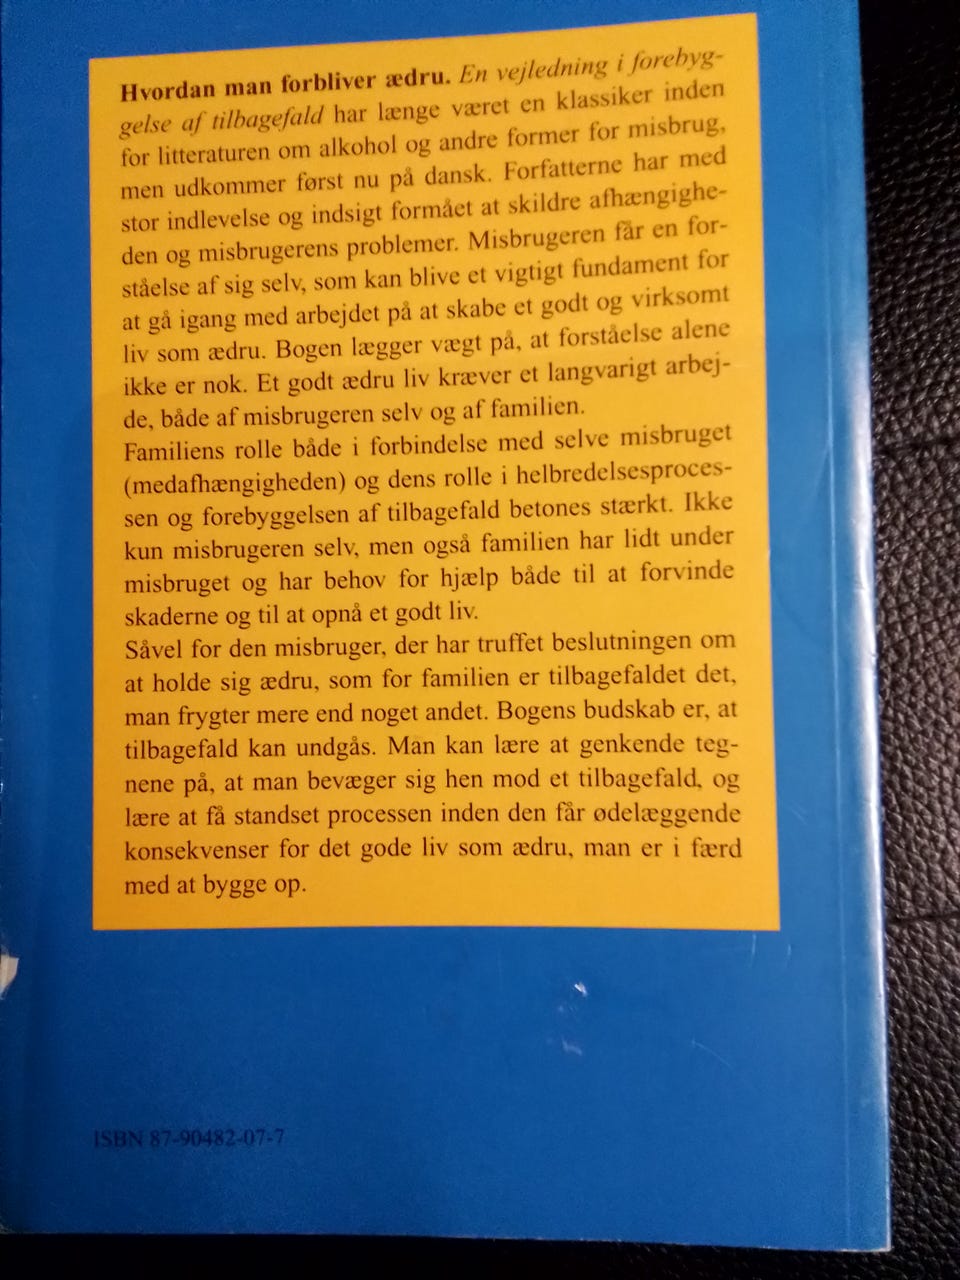 Hvordan man forbliver ædru. En vejledning i forebyg-
gelse af tilbagefald har længe været en klassiker inden
for litteraturen om alkohol og andre former for misbrug,
men udkommer først nu på dansk. Forfatterne har med
stor indlevelse og indsigt formået at skildre afhængighe-
den og misbrugerens problemer. Misbrugeren får en for-
ståelse af sig selv, som kan blive et vigtigt fundament for
at gå igang med arbejdet på at skabe et godt og virksomt
liv som ædru. Bogen lægger vægt på, at forståelse alene
ikke er nok. Et godt ædru liv kræver et langvarigt arbej-
de, både af misbrugeren selv og af familien.
Familiens rolle både i forbindelse med selve misbruget
(medafhængigheden) og dens rolle i helbredelsesproces-
sen og forebyggelsen af tilbagefald betones stærkt. Ikke
kun misbrugeren selv, men også familien har lidt under
misbruget og har behov for hjælp både til at forvinde
skaderne og til at opnå et godt liv.
Såvel for den misbruger, der har truffet beslutningen om
at holde sig ædru, som for familien er tilbagefaldet det,
man frygter mere end noget andet. Bogens budskab er, at
tilbagefald kan undgås. Man kan lære at genkende teg-
nene på, at man bevæger sig hen mod et tilbagefald, og
lære at få standset processen inden den får ødelæggende
konsekvenser for det gode liv som ædru, man er i færd
med at bygge op.
ISBN 87-90482-07-7